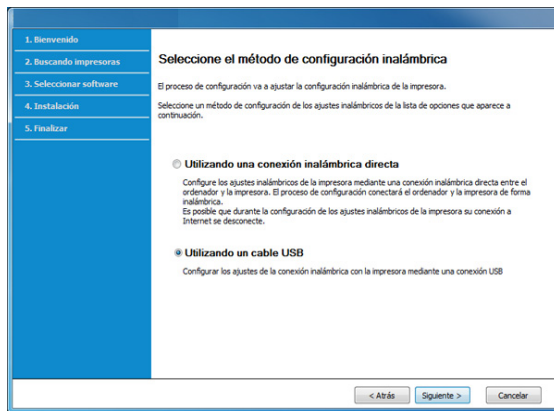 1. Bienvenido
2. Buscando impresoras
3. Seleccionar software
4. Instalación
5. Finalizar
Seleccione el método de configuración inalámbrica
El proceso de configuración va a ajustar la configuración inalámbrica de la impresora.
Seleccione un método de configuración de los ajustes inalámbricos de la lista de opciones que aparece a
continuación.
Utilizando una conexión inalámbrica directa
Configure los ajustes inalámbricos de la impresora mediante una conexión inalámbrica directa entre el
ordenador y la impresora. El proceso de configuración conectará el ordenador y la impresora de forma
inalámbrica.
Es posible que durante la configuración de los ajustes inalámbricos de la impresora su conexión a
Internet se desconecte.
Utilizando un cable USB
Configurar los ajustes de la conexión inalámbrica con la impresora mediante una conexión USB
< Atrás
Siguiente >
Cancelar